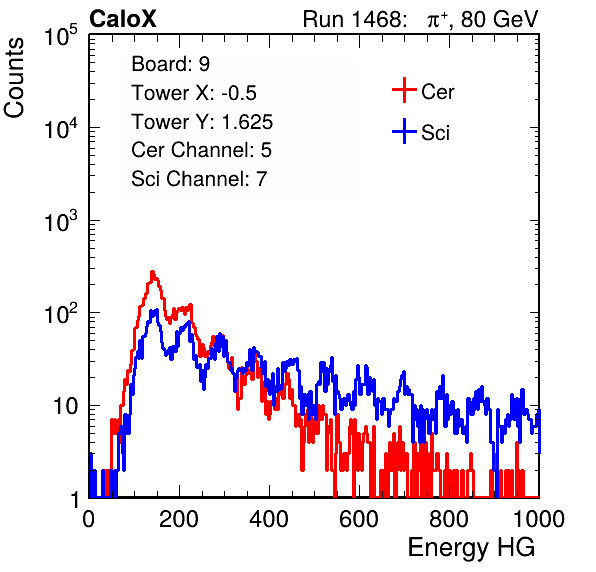 CaloX Run 1468: π⁺, 80 GeV
Counts
10⁵
10⁴
10³
10²
10
1
Board: 9
Tower X: -0.5
Tower Y: 1.625
Cer Channel: 5
Sci Channel: 7
Cer
Sci
0 200 400 600 800 1000
Energy HG